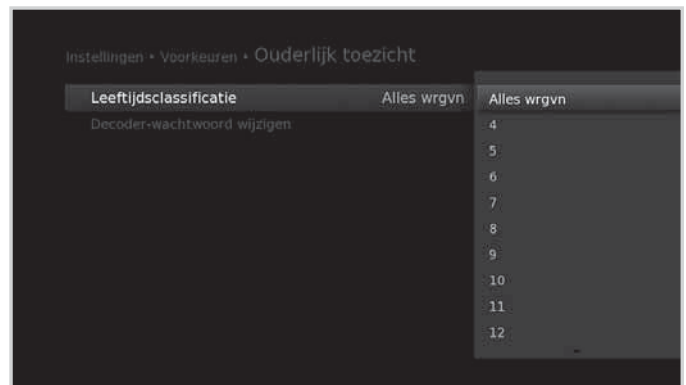 Instellingen • Voorkeuren • Ouderlijk toezicht
Leeftijdsclassificatie Alles wrgvn
Decoder-wachtwoord wijzigen
Alles wrgvn
4
5
6
7
8
9
10
11
12